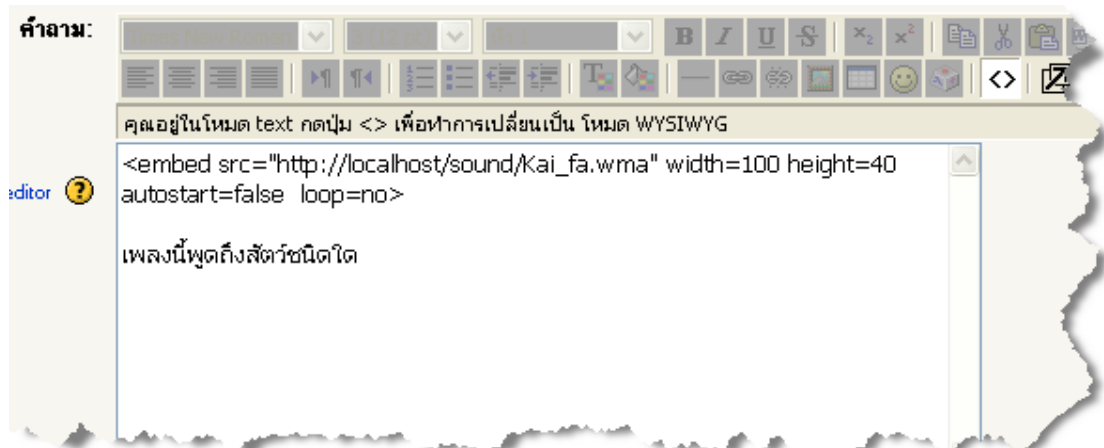 คำถาม:
B I U S x₂ x²
คุณอยู่ในโหมด text กดปุ่ม <> เพื่อทำการเปลี่ยนเป็น โหมด WYSIWYG
<embed src="http://localhost/sound/Kai_fa.wma" width=100 height=40
editor ?
autostart=false  loop=no>
เพลงนี้พูดถึงสัตว์ชนิดใด